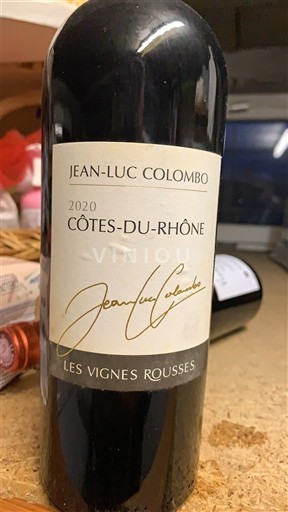 JEAN-LUC COLOMBO
2020
CÔTES-DU-RHÔNE
VINIOU
Jean-Luc Colombo
LES VIGNES ROUSSES